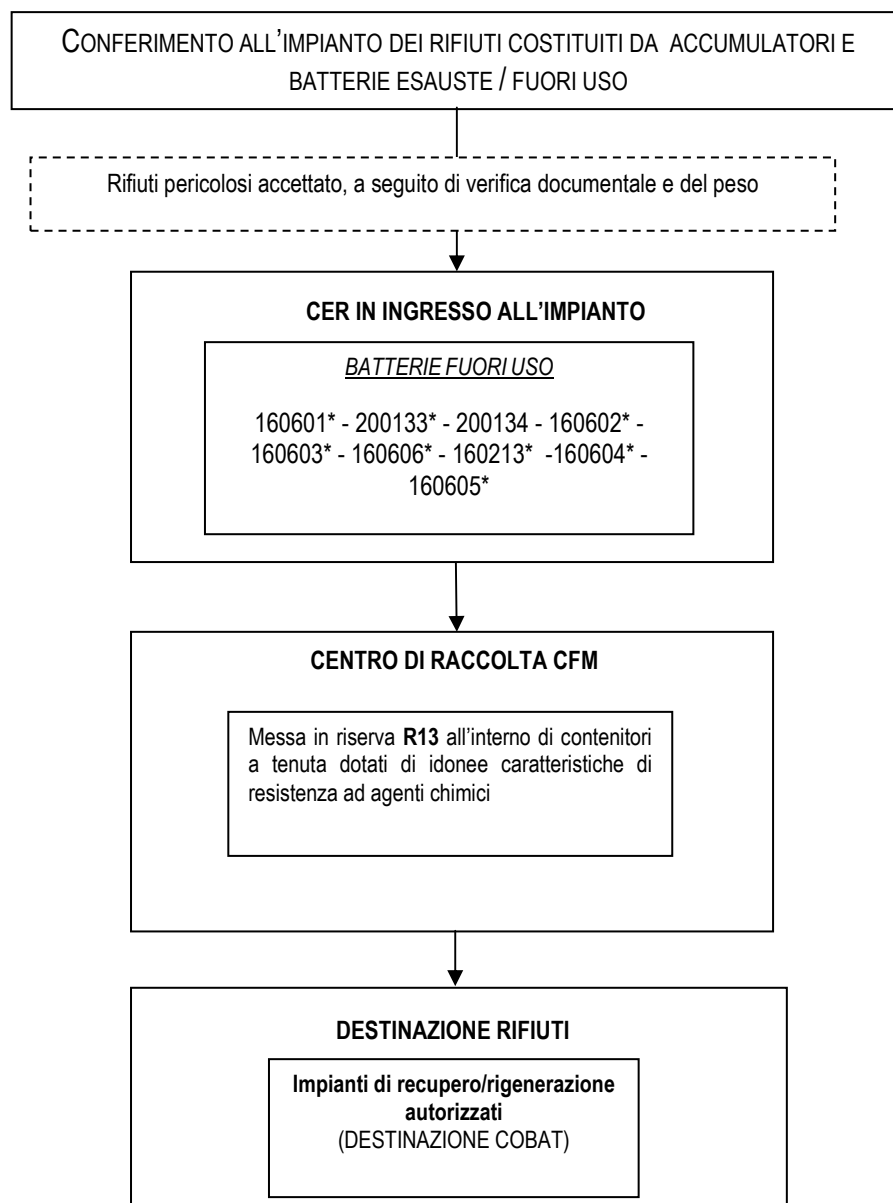 CONFERIMENTO ALL'IMPIANTO DEI RIFIUTI COSTITUITI DA ACCUMULATORI E
BATTERIE ESAUSTE / FUORI USO
Rifiuti pericolosi accettato, a seguito di verifica documentale e del peso
CER IN INGRESSO ALL'IMPIANTO
BATTERIE FUORI USO
160601* - 200133* - 200134 - 160602* -
160603* - 160606* - 160213* -160604* -
160605*
CENTRO DI RACCOLTA CFM
Messa in riserva R13 all'interno di contenitori
a tenuta dotati di idonee caratteristiche di
resistenza ad agenti chimici
DESTINAZIONE RIFIUTI
Impianti di recupero/rigenerazione
autorizzati
(DESTINAZIONE COBAT)